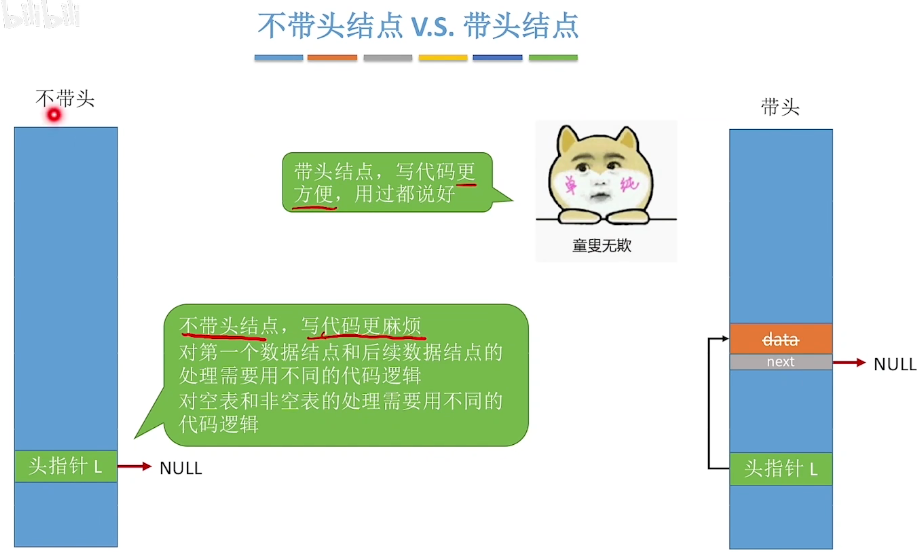 bilibili
不带头结点 V.S. 带头结点
不带头
带头
带头结点，写代码更
方便，用过都说好
单 纯
童叟无欺
不带头结点，写代码更麻烦
对第一个数据结点和后续数据结点的
处理需要用不同的代码逻辑
对空表和非空表的处理需要用不同的
代码逻辑
data
next
NULL
头指针 L
NULL
头指针 L